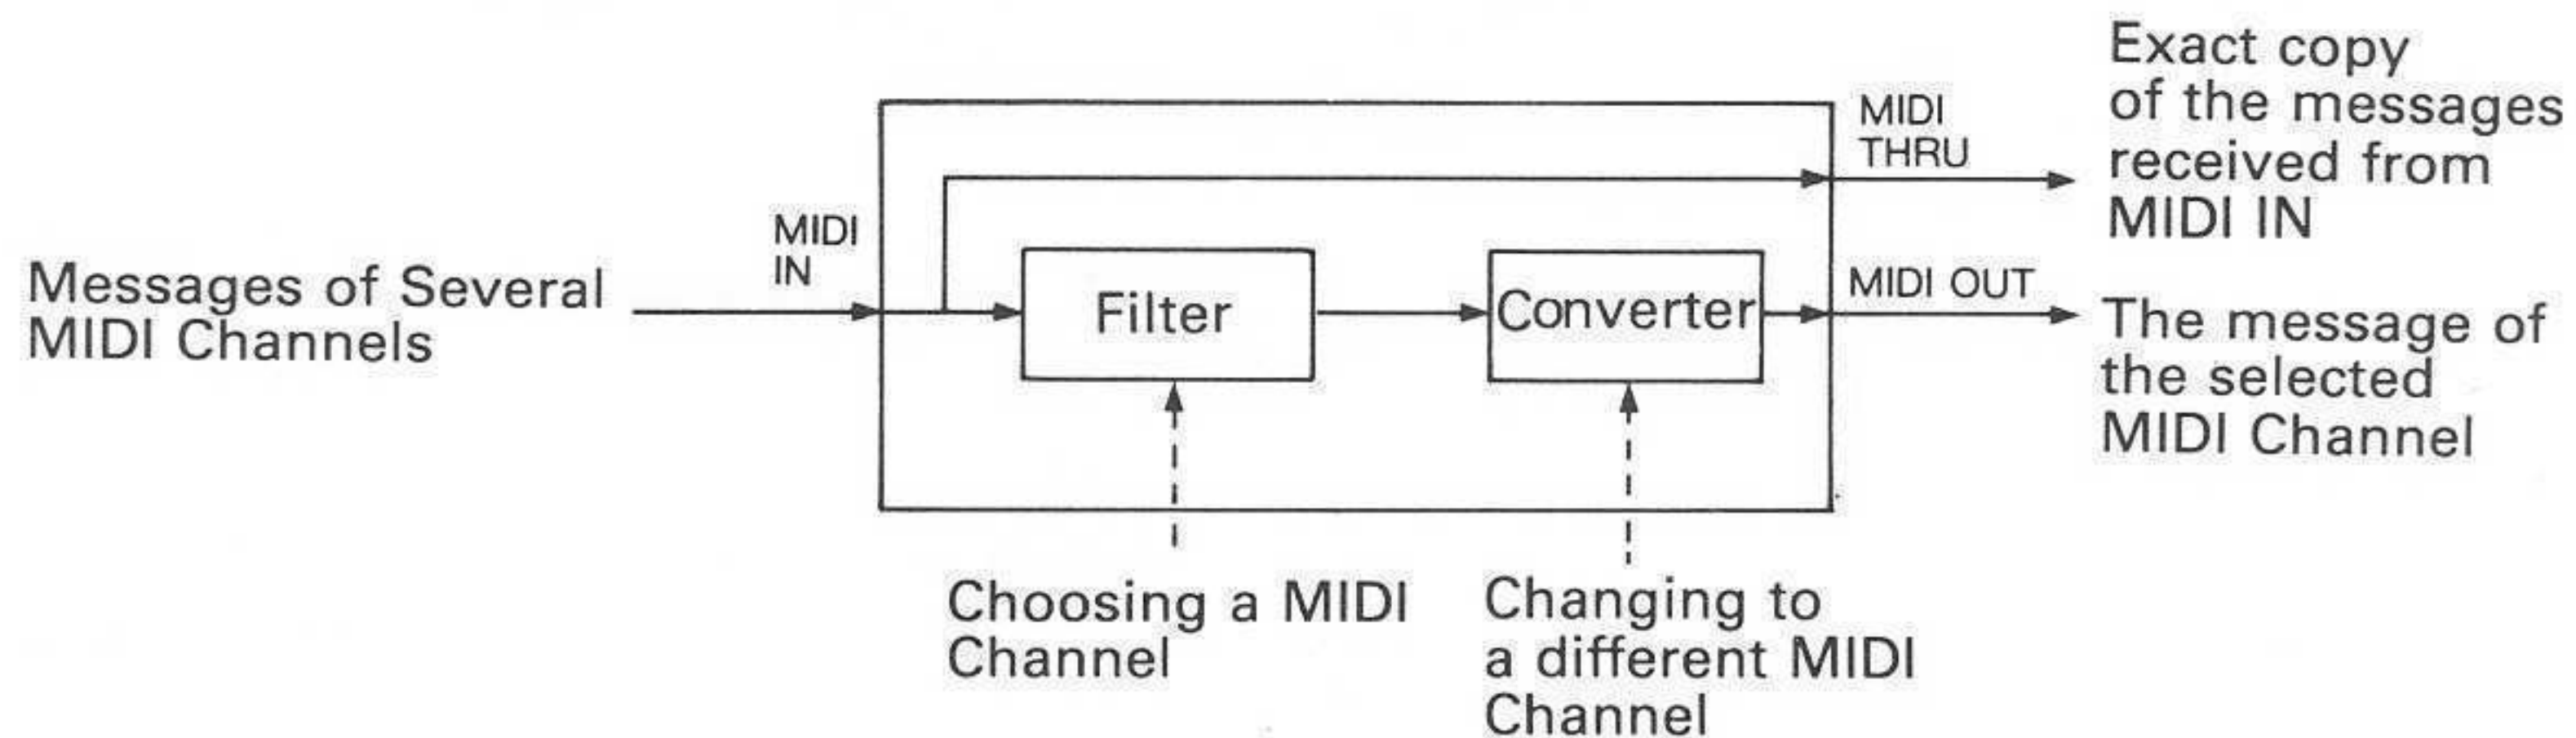 Messages of Several
MIDI Channels
MIDI
IN
Filter
Converter
MIDI
THRU
Exact copy
of the messages
received from
MIDI IN
MIDI OUT
The message of
the selected
MIDI Channel
Choosing a MIDI
Channel
Changing to
a different MIDI
Channel